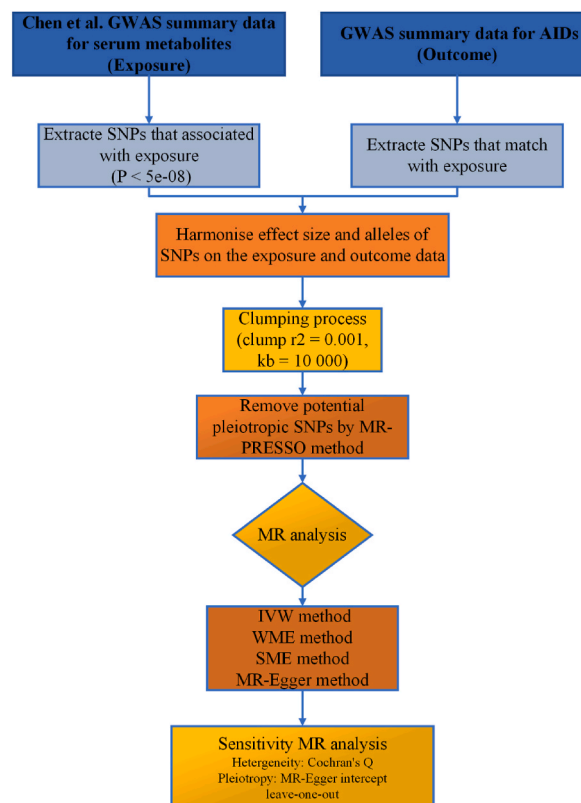 Chen et al. GWAS summary data
for serum metabolites
(Exposure)
GWAS summary data for AIDs
(Outcome)
Extracte SNPs that associated
with exposure
(P < 5e-08)
Extracte SNPs that match
with exposure
Harmonise effect size and alleles of
SNPs on the exposure and outcome data
Clumping process
(clump r2 = 0.001,
kb = 10 000)
Remove potential
pleiotropic SNPs by MR-
PRESSO method
MR analysis
IVW method
WME method
SME method
MR-Egger method
Sensitivity MR analysis
Hetergeneity: Cochran's Q
Pleiotropy: MR-Egger intercept
leave-one-out